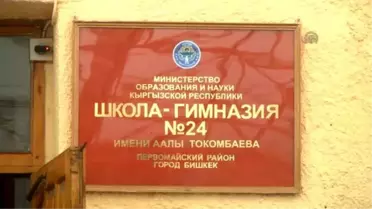 МИНИСТЕРСТВО
ОБРАЗОВАНИЯ И НАУКИ
КЫРГЫЗСКОЙ РЕСПУБЛИКИ
ШКОЛА-ГИМНАЗИЯ
№24
ИМЕНИ ААЛЫ ТОКОМБАЕВА
ПЕРВОМАЙСКИЙ РАЙОН
ГОРОД БИШКЕК